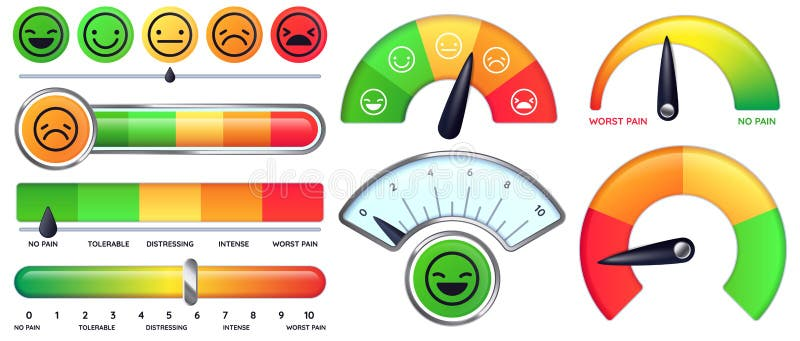 NO PAIN TOLERABLE DISTRESSING INTENSE WORST PAIN
0 1 2 3 4 5 6 7 8 9 10
NO PAIN TOLERABLE DISTRESSING INTENSE WORST PAIN
0 2 4 6 8 10
WORST PAIN NO PAIN
dreamstime